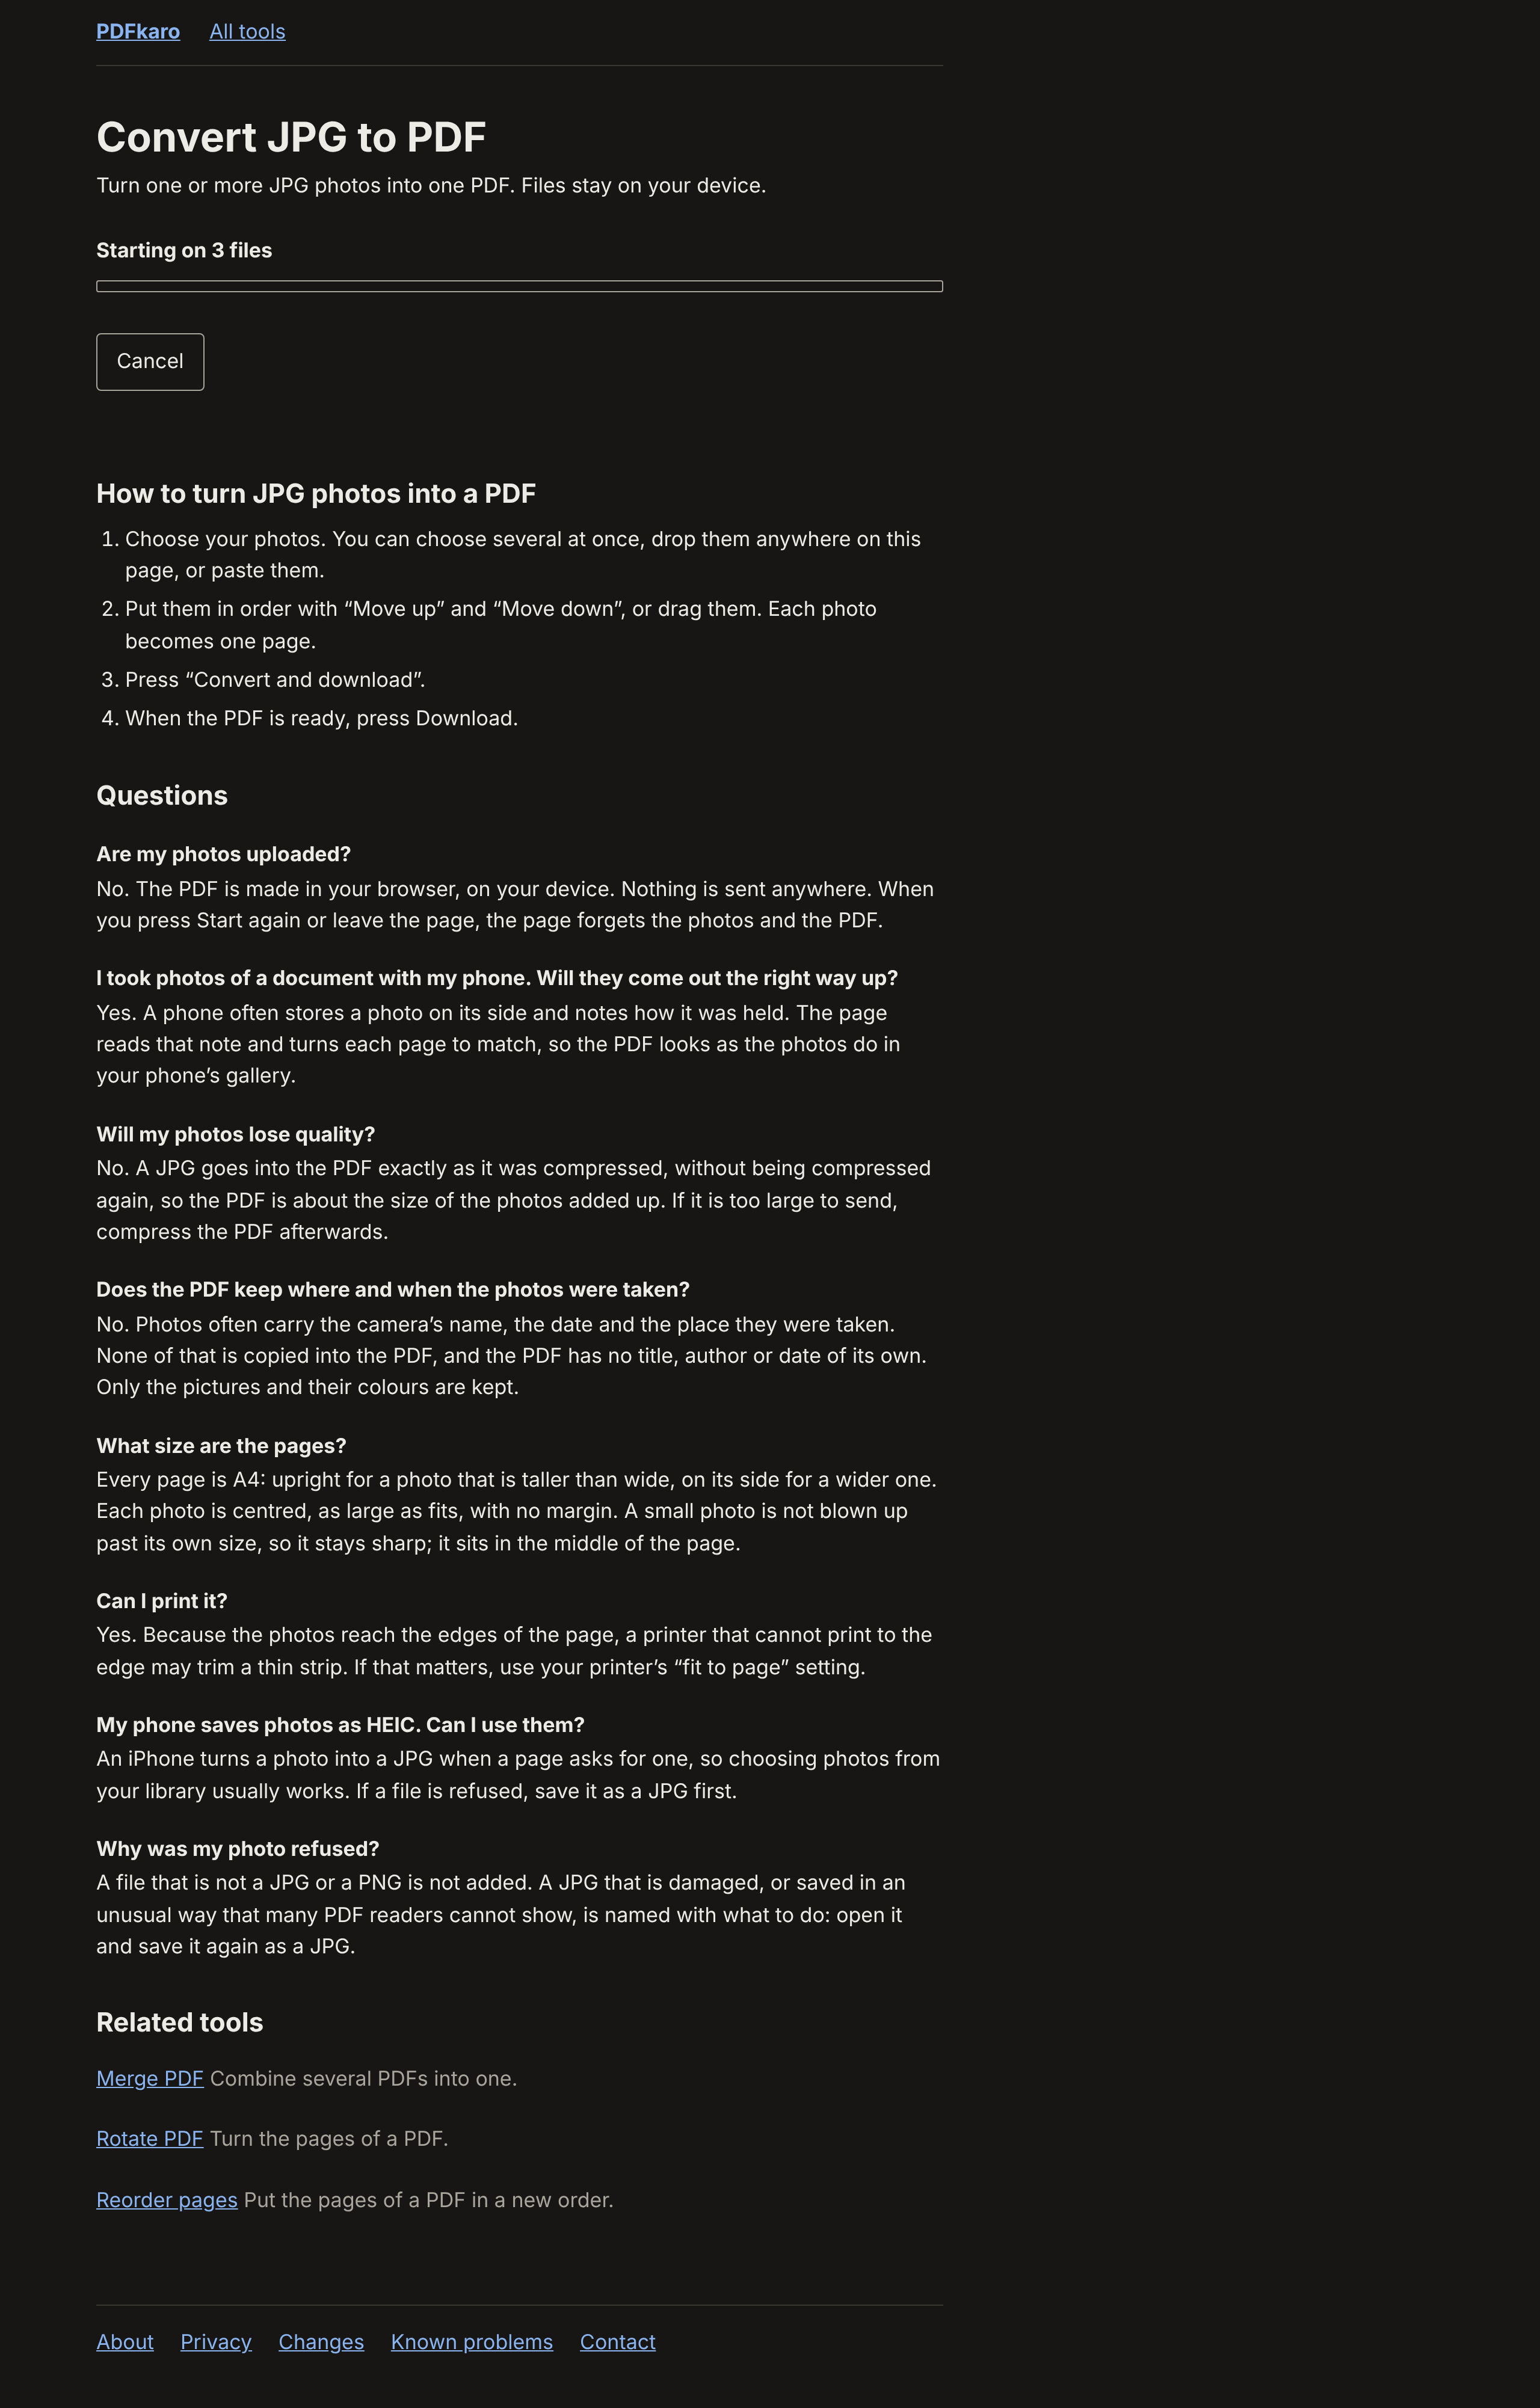 PDFkaro All tools
Convert JPG to PDF
Turn one or more JPG photos into one PDF. Files stay on your device.
Starting on 3 files
Cancel
How to turn JPG photos into a PDF
1. Choose your photos. You can choose several at once, drop them anywhere on this
page, or paste them.
2. Put them in order with “Move up” and “Move down”, or drag them. Each photo
becomes one page.
3. Press “Convert and download”.
4. When the PDF is ready, press Download.
Questions
Are my photos uploaded?
No. The PDF is made in your browser, on your device. Nothing is sent anywhere. When
you press Start again or leave the page, the page forgets the photos and the PDF.
I took photos of a document with my phone. Will they come out the right way up?
Yes. A phone often stores a photo on its side and notes how it was held. The page
reads that note and turns each page to match, so the PDF looks as the photos do in
your phone’s gallery.
Will my photos lose quality?
No. A JPG goes into the PDF exactly as it was compressed, without being compressed
again, so the PDF is about the size of the photos added up. If it is too large to send,
compress the PDF afterwards.
Does the PDF keep where and when the photos were taken?
No. Photos often carry the camera’s name, the date and the place they were taken.
None of that is copied into the PDF, and the PDF has no title, author or date of its own.
Only the pictures and their colours are kept.
What size are the pages?
Every page is A4: upright for a photo that is taller than wide, on its side for a wider one.
Each photo is centred, as large as fits, with no margin. A small photo is not blown up
past its own size, so it stays sharp; it sits in the middle of the page.
Can I print it?
Yes. Because the photos reach the edges of the page, a printer that cannot print to the
edge may trim a thin strip. If that matters, use your printer’s “fit to page” setting.
My phone saves photos as HEIC. Can I use them?
An iPhone turns a photo into a JPG when a page asks for one, so choosing photos from
your library usually works. If a file is refused, save it as a JPG first.
Why was my photo refused?
A file that is not a JPG or a PNG is not added. A JPG that is damaged, or saved in an
unusual way that many PDF readers cannot show, is named with what to do: open it
and save it again as a JPG.
Related tools
Merge PDF Combine several PDFs into one.
Rotate PDF Turn the pages of a PDF.
Reorder pages Put the pages of a PDF in a new order.
About Privacy Changes Known problems Contact